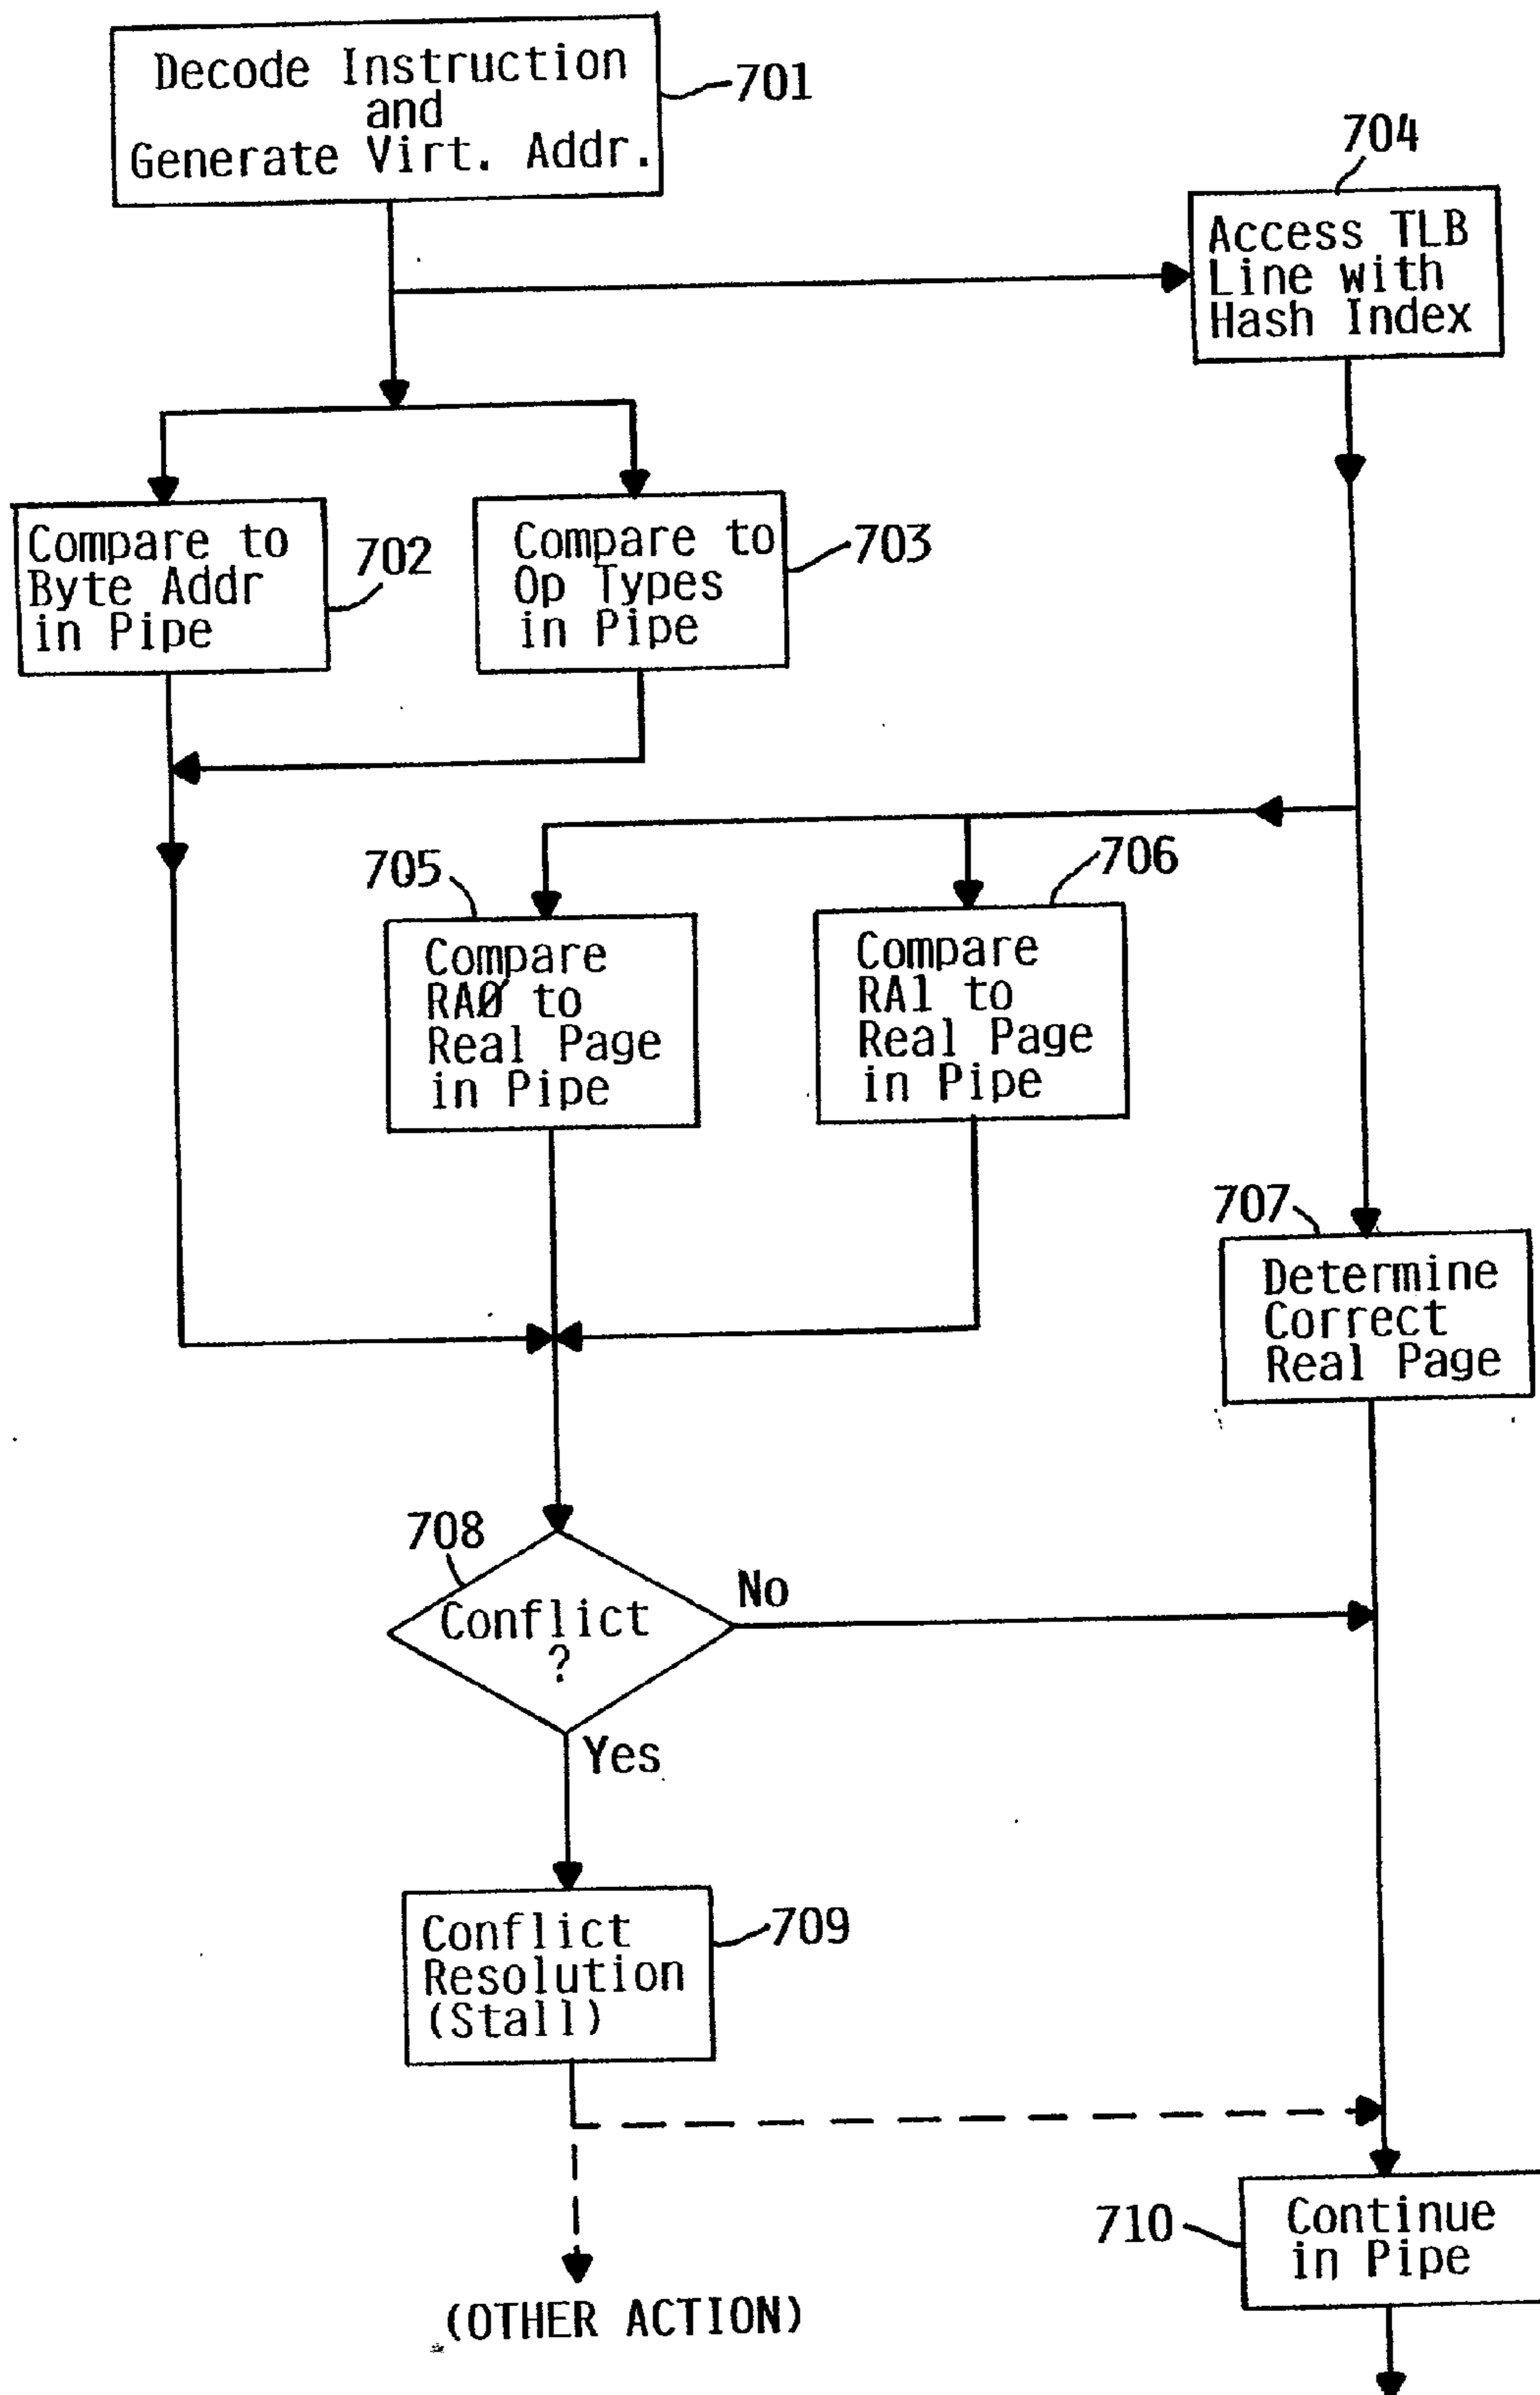 Decode Instruction
and
Generate Virt. Addr.
701
704
Access TLB
Line with
Hash Index
Compare to
Byte Addr
in Pipe
702
Compare to
Op Types
in Pipe
703
705
Compare
RA0 to
Real Page
in Pipe
706
Compare
RA1 to
Real Page
in Pipe
707
Determine
Correct
Real Page
708
Conflict
?
No
Yes
Conflict
Resolution
(Stall)
709
710
Continue
in Pipe
(OTHER ACTION)